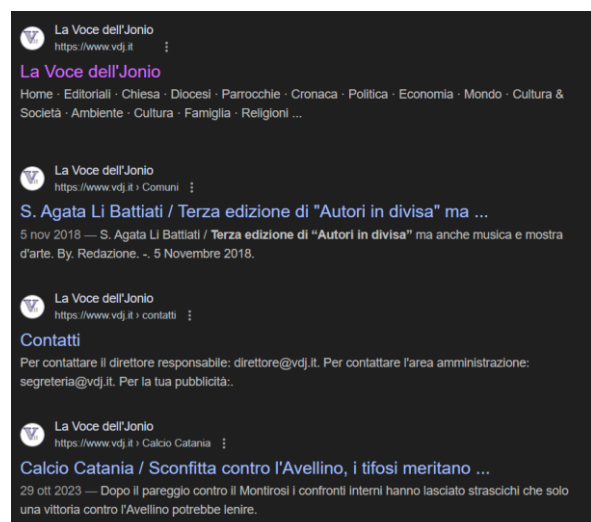 La Voce dell'Jonio
https://www.vdj.it
La Voce dell'Jonio
Home · Editoriali · Chiesa · Diocesi · Parrocchie · Cronaca · Politica · Economia · Mondo · Cultura &
Società · Ambiente · Cultura · Famiglia · Religioni ...
La Voce dell'Jonio
https://www.vdj.it › Comuni
S. Agata Li Battiati / Terza edizione di "Autori in divisa" ma ...
5 nov 2018 — S. Agata Li Battiati / Terza edizione di “Autori in divisa” ma anche musica e mostra
d'arte. By. Redazione. -. 5 Novembre 2018.
La Voce dell'Jonio
https://www.vdj.it › contatti
Contatti
Per contattare il direttore responsabile: direttore@vdj.it. Per contattare l'area amministrazione:
segreteria@vdj.it. Per la tua pubblicità:.
La Voce dell'Jonio
https://www.vdj.it › Calcio Catania
Calcio Catania / Sconfitta contro l'Avellino, i tifosi meritano ...
29 ott 2023 — Dopo il pareggio contro il Montirosi i confronti interni hanno lasciato strascichi che solo
una vittoria contro l'Avellino potrebbe lenire.